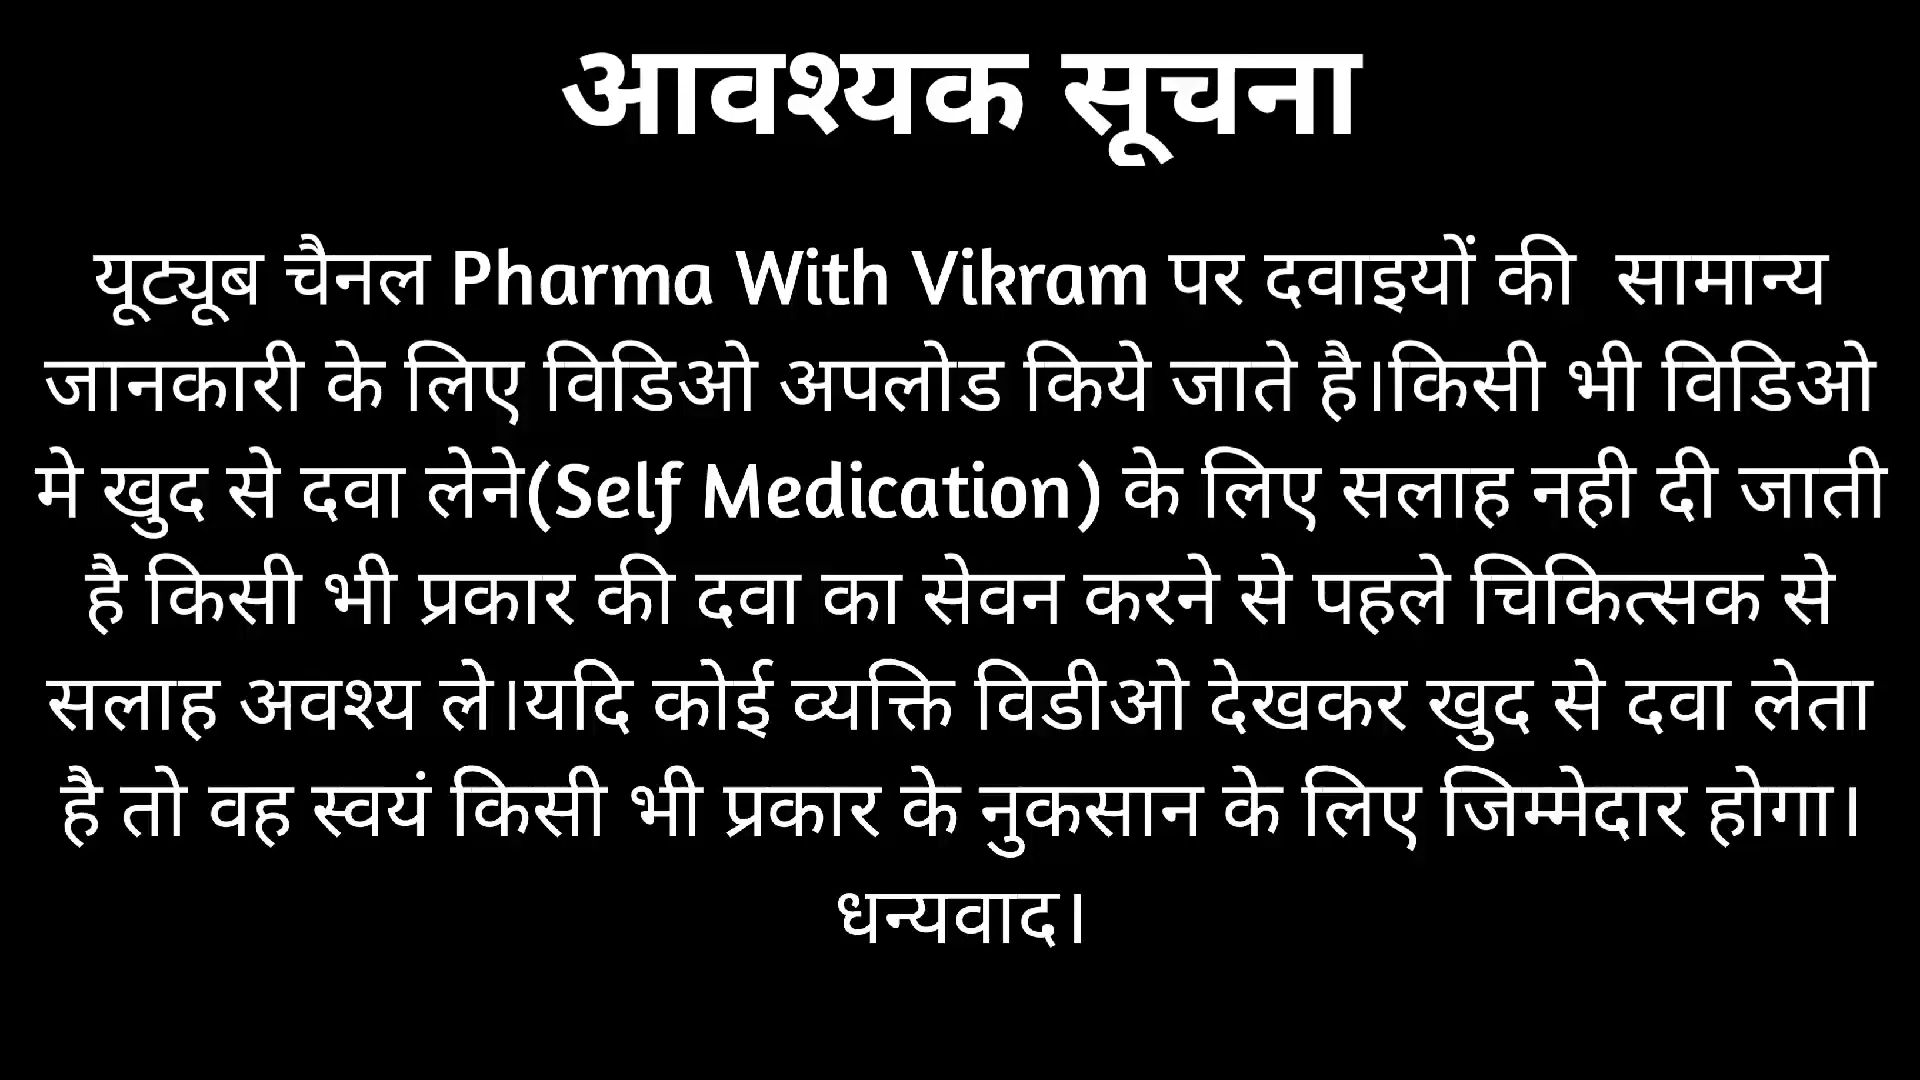 आवश्यक सूचना
यूट्यूब चैनल Pharma With Vikram पर दवाइयों की  सामान्य
जानकारी के लिए विडिओ अपलोड किये जाते है।किसी भी विडिओ
मे खुद से दवा लेने(Self Medication) के लिए सलाह नही दी जाती
है किसी भी प्रकार की दवा का सेवन करने से पहले चिकित्सक से
सलाह अवश्य ले।यदि कोई व्यक्ति विडीओ देखकर खुद से दवा लेता
है तो वह स्वयं किसी भी प्रकार के नुकसान के लिए जिम्मेदार होगा।
धन्यवाद।